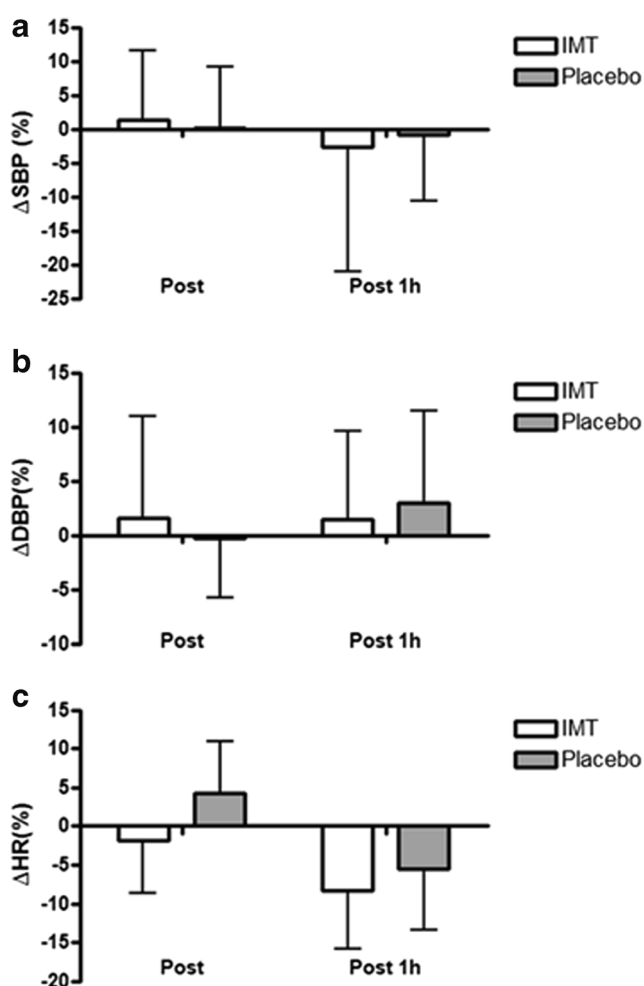 a
ΔSBP (%)
15
10
5
0
-5
-10
-15
-20
-25
Post
Post 1h
IMT
Placebo
b
ΔDBP(%)
15
10
5
0
-5
-10
Post
Post 1h
IMT
Placebo
c
ΔHR(%)
15
10
5
0
-5
-10
-15
-20
Post
Post 1h
IMT
Placebo